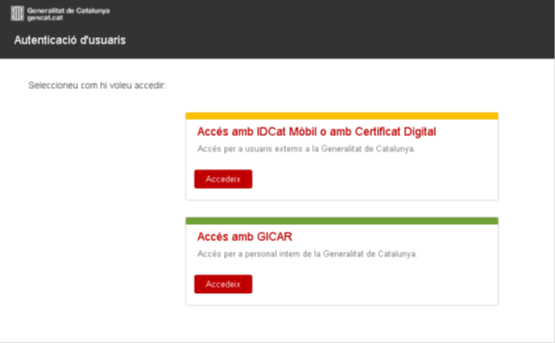 Generalitat de Catalunya
gencat.cat
Autenticació d'usuaris
Seleccioneu com hi voleu accedir:
Accés amb IDCat Mòbil o amb Certificat Digital
Accés per a usuaris externs a la Generalitat de Catalunya.
Accedeix
Accés amb GICAR
Accés per a personal intern de la Generalitat de Catalunya.
Accedeix